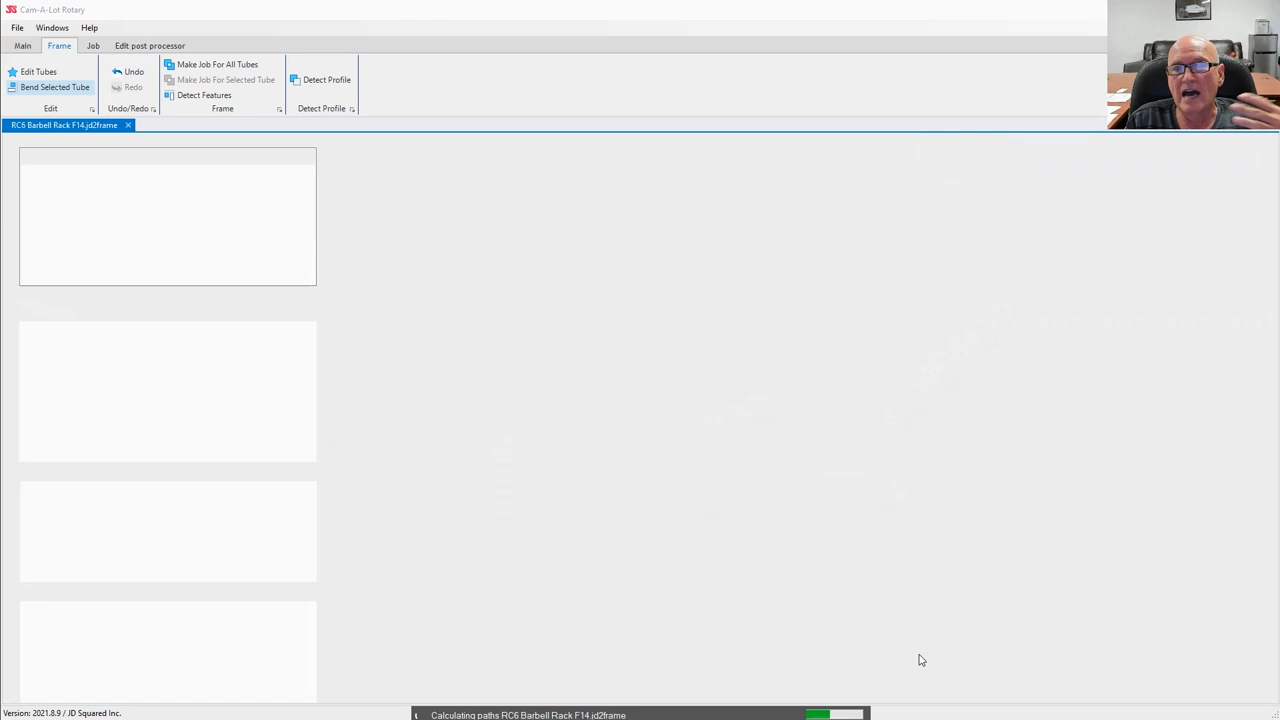 Cam-A-Lot Rotary
File Windows Help
Main Frame Job Edit post processor
Edit Tubes
Bend Selected Tube
Edit
Undo
Redo
Undo/Redo
Make Job For All Tubes
Make Job For Selected Tube
Detect Features
Frame
Detect Profile
Detect Profile
RC6 Barbell Rack F14.jd2frame
Version: 2021.8.9 / JD Squared Inc.
Calculating paths RC6 Barbell Rack F14.jd2frame